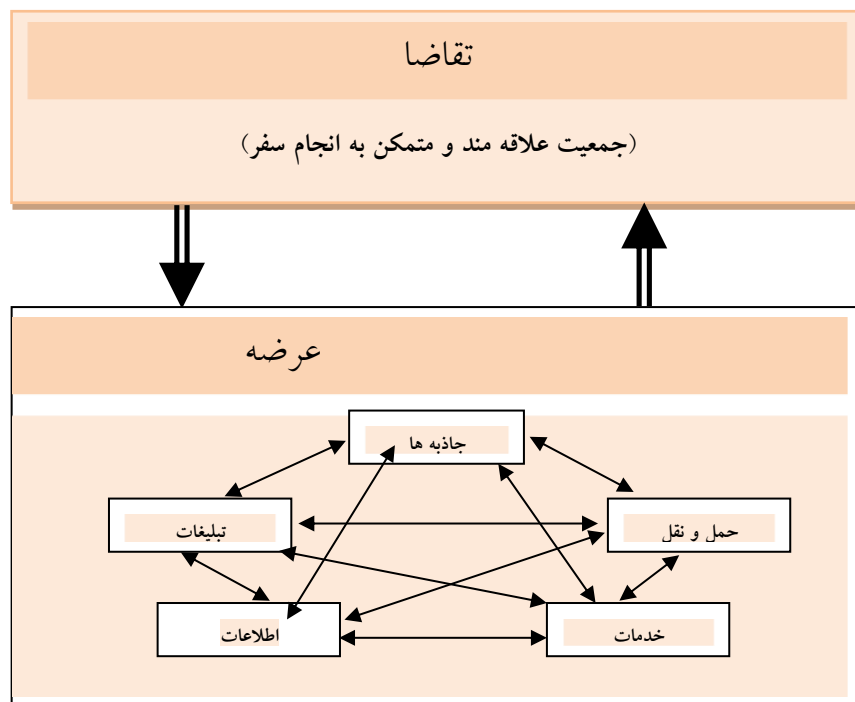 تقاضا
(جمعیت علاقه مند و متمکن به انجام سفر)
عرضه
جاذبه ها
حمل و نقل
تبلیغات
خدمات
اطلاعات